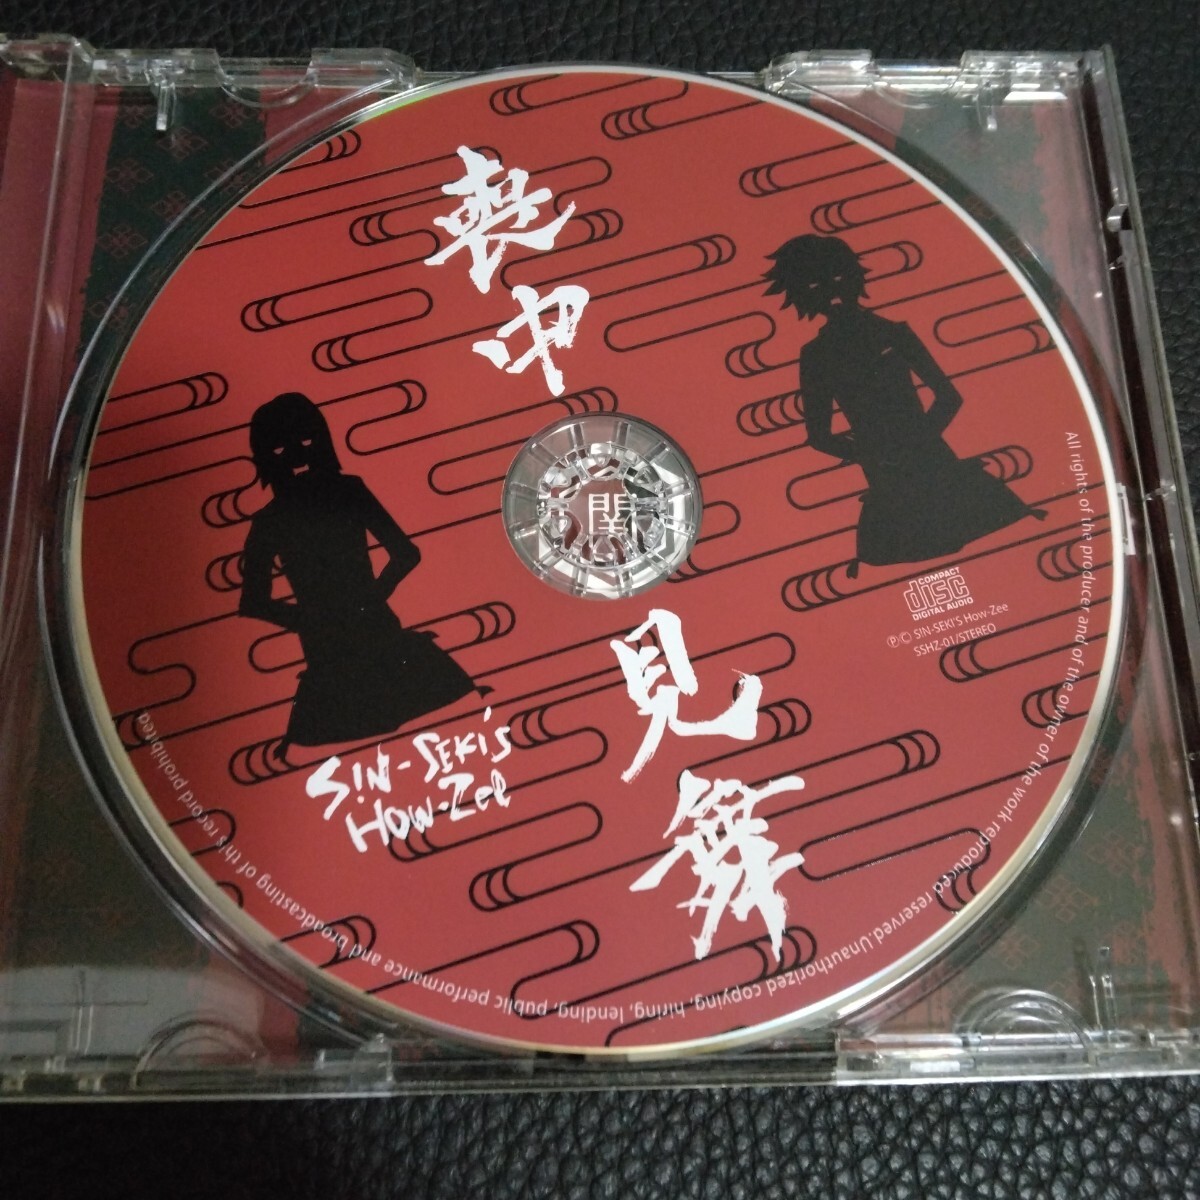 喪中
見舞
関
SIN-SEKI'S
How-Zee
COMPACT
disc
DIGITAL AUDIO
Ⓟ© SIN-SEKI'S How-Zee
SSHZ-01/STEREO
All rights of the producer and of the owner of the work reproduced reserved.Unauthorized copying, hiring, lending, public performance and broadcasting of this record prohibited.